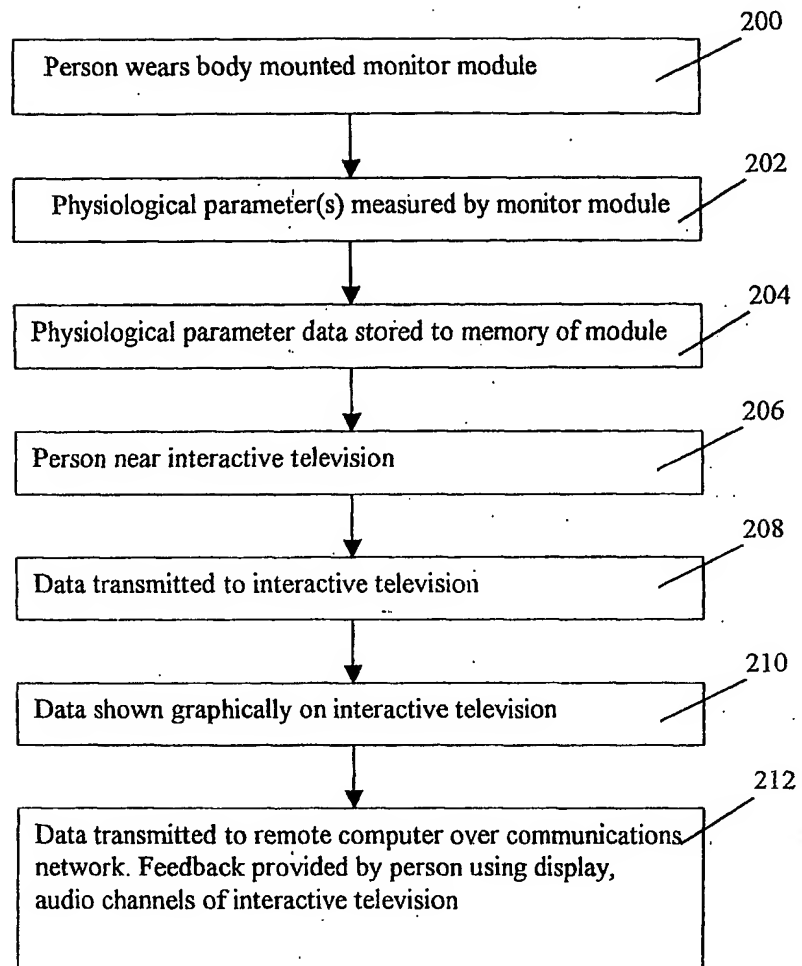 200
Person wears body mounted monitor module
202
Physiological parameter(s) measured by monitor module
204
Physiological parameter data stored to memory of module
206
Person near interactive television
208
Data transmitted to interactive television
210
Data shown graphically on interactive television
212
Data transmitted to remote computer over communications
network. Feedback provided by person using display,
audio channels of interactive television